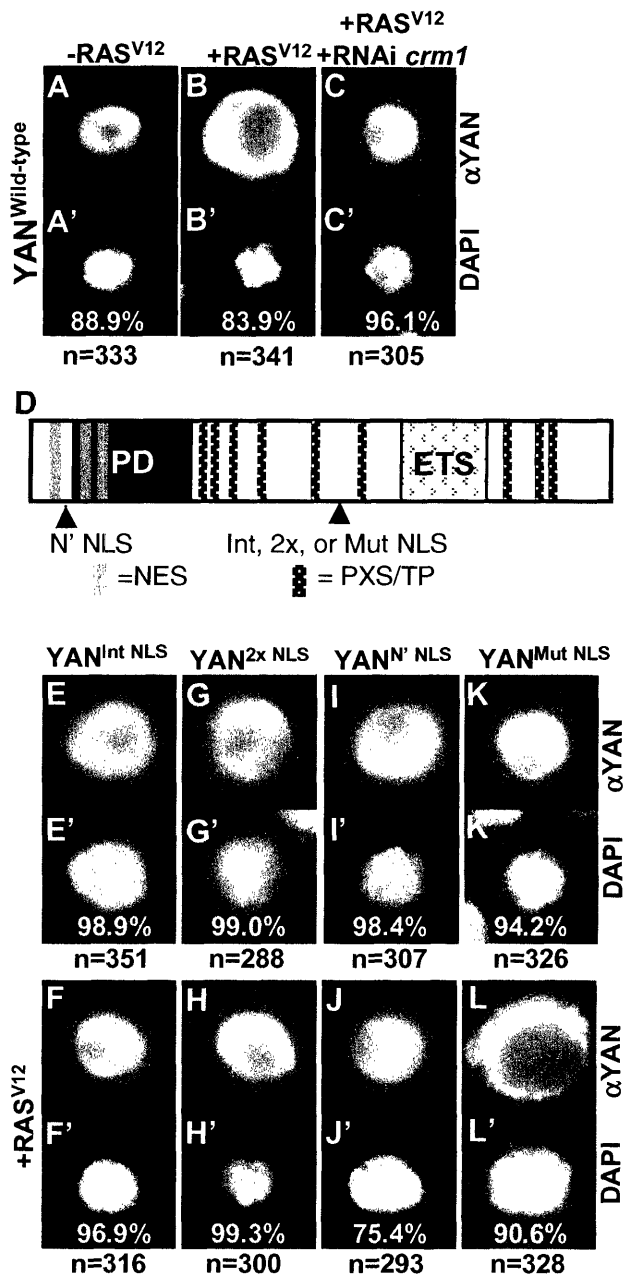 -RAS^V12 +RAS^V12 +RAS^V12 +RNAi crm1
YAN^Wild-type
A B C
αYAN
A' B' C'
DAPI
88.9% 83.9% 96.1%
n=333 n=341 n=305
D
PD ETS
N' NLS Int, 2x, or Mut NLS
=NES = PXS/TP
YAN^Int NLS YAN^2x NLS YAN^N' NLS YAN^Mut NLS
E G I K
αYAN
E' G' I' K'
DAPI
98.9% 99.0% 98.4% 94.2%
n=351 n=288 n=307 n=326
+RAS^V12
F H J L
αYAN
F' H' J' L'
DAPI
96.9% 99.3% 75.4% 90.6%
n=316 n=300 n=293 n=328